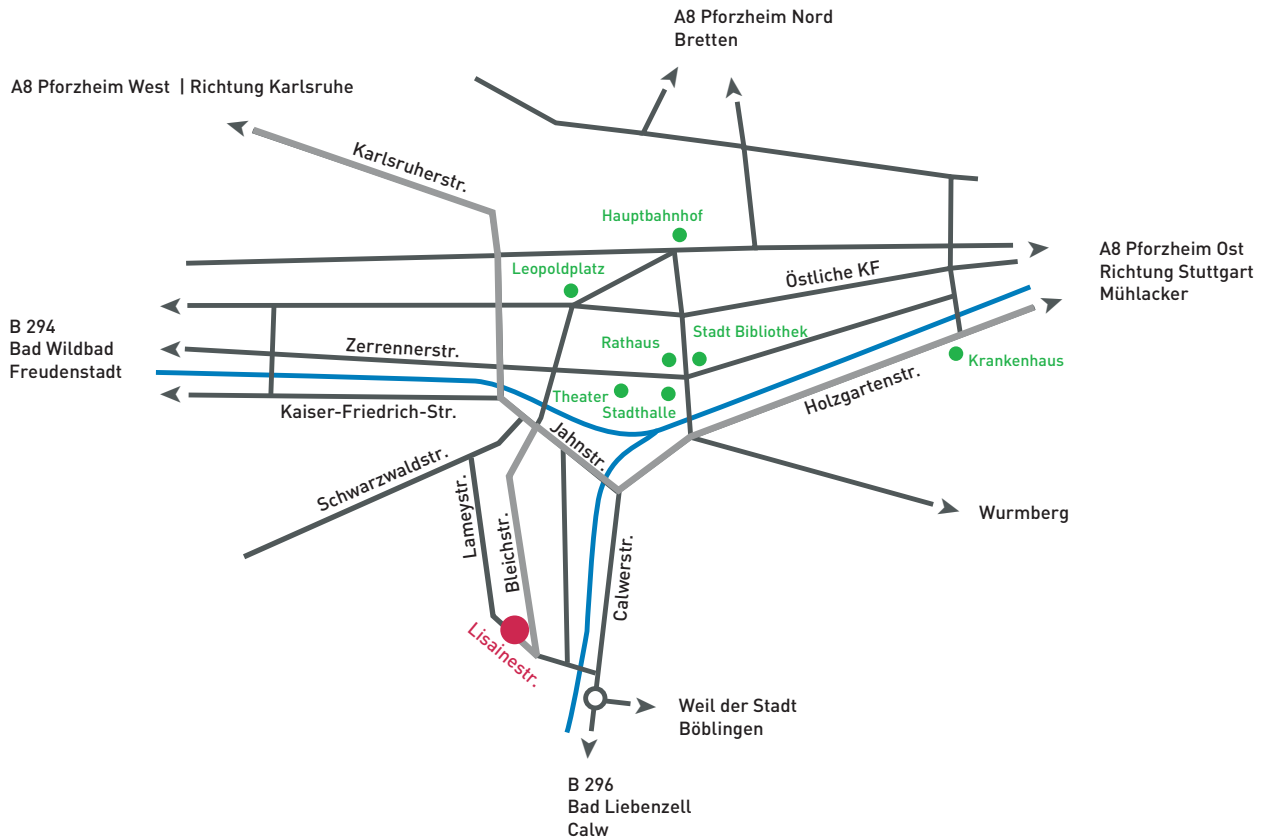 A8 Pforzheim Nord
Bretten
A8 Pforzheim West | Richtung Karlsruhe
Karlsruherstr.
Hauptbahnhof
Leopoldplatz
Östliche KF
A8 Pforzheim Ost
Richtung Stuttgart
Mühlacker
B 294
Bad Wildbad
Freudenstadt
Zerrennerstr.
Rathaus
Stadt Bibliothek
Krankenhaus
Theater
Stadthalle
Holzgartenstr.
Kaiser-Friedrich-Str.
Jahnstr.
Schwarzwaldstr.
Lameystr.
Bleichstr.
Calwerstr.
Wurmberg
Lisainestr.
Weil der Stadt
Böblingen
B 296
Bad Liebenzell
Calw